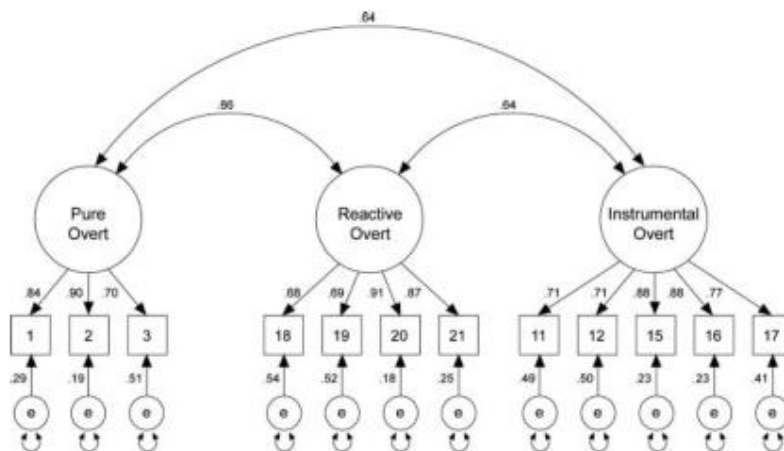 .64
.86 .64
Pure
Overt
Reactive
Overt
Instrumental
Overt
.84 .90 .70 .68 .69 .91 .87 .71 .71 .88 .88 .77
1 2 3 18 19 20 21 11 12 15 16 17
.29 .19 .51 .54 .52 .18 .25 .49 .50 .23 .23 .41
e e e e e e e e e e e e